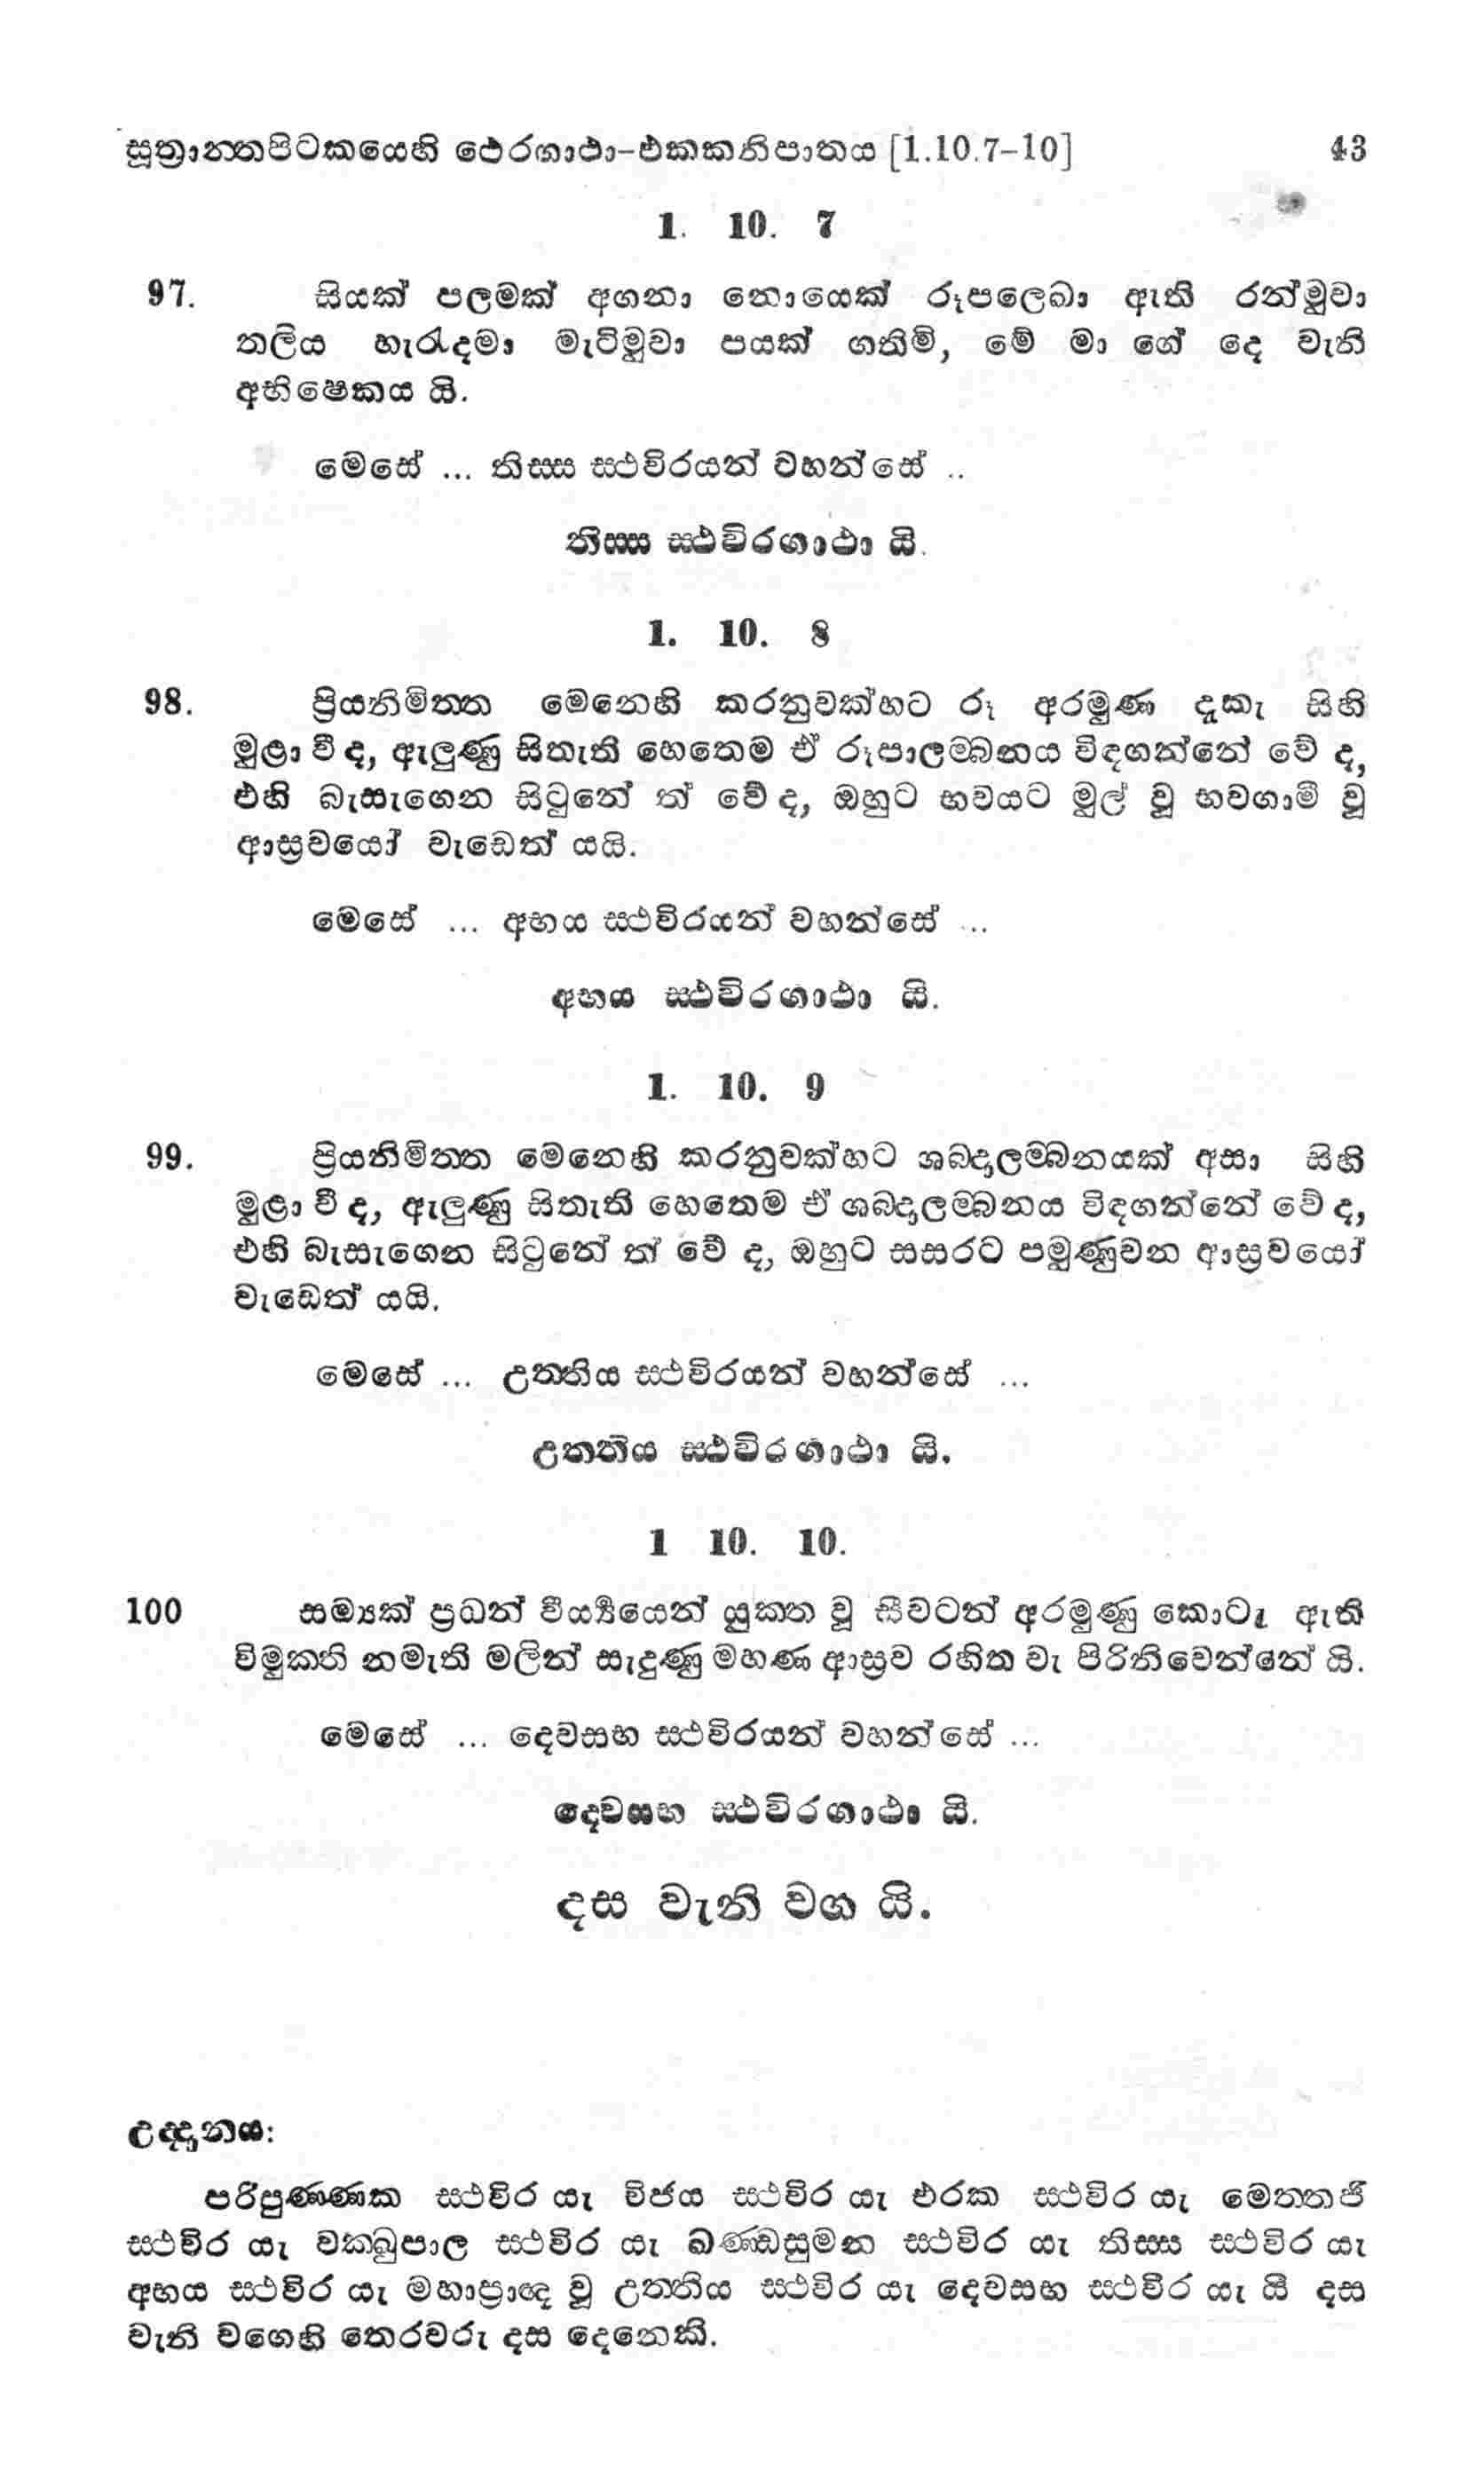 සූත්‍රාන්තපිටකයෙහි ථෙරගාථා-එකකනිපාතය [1.10.7-10] 43
1. 10. 7
97. සියක් පලමක් අගනා නොයෙක් රූපලෙඛා ඇති රන්මුවා
තලිය හැරැදමා මැටිමුවා පයක් ගතිමි, මේ මා ගේ දෙ වැනි
අභිෂෙකය යි.
මෙසේ ... තිස්ස ස්ථවිරයන් වහන්සේ ..
තිස්ස ස්ථවිරගාථා යි.
1. 10. 8
98. ප්‍රියනිමිත්ත මෙනෙහි කරනුවක්හට රූ අරමුණ දැකැ සිහි
මුළා වී ද, ඇලුණු සිතැති හෙතෙම ඒ රූපාලම්බනය විඳගන්නේ වේ ද,
එහි බැසැගෙන සිටුනේ ත් වේ ද, ඔහුට භවයට මුල් වූ භවගාමී වූ
ආස්‍රවයෝ වැඩෙත් යයි.
මෙසේ ... අභය ස්ථවිරයන් වහන්සේ ...
අභය ස්ථවිරගාථා යි.
1. 10. 9
99. ප්‍රියනිමිත්ත මෙනෙහි කරනුවක්හට ශබ්දාලම්බනයක් අසා සිහි
මුළා වී ද, ඇලුණු සිතැති හෙතෙම ඒ ශබ්දාලම්බනය විඳගන්නේ වේ ද,
එහි බැසැගෙන සිටුනේ ත් වේ ද, ඔහුට සසරට පමුණුවන ආස්‍රවයෝ
වැඩෙත් යයි.
මෙසේ ... උත්තිය ස්ථවිරයන් වහන්සේ ...
උත්තිය ස්ථවිරගාථා යි.
1 10. 10.
100 සම්‍යක් ප්‍රධන් වීර්‍ය්‍යයෙන් යුක්ත වූ සීවටන් අරමුණු කොටැ ඇති
විමුක්ති නමැති මලින් සැදුණු මහණ ආස්‍රව රහිත වැ පිරිනිවෙන්නේ යි.
මෙසේ ... දෙවසභ ස්ථවිරයන් වහන්සේ ...
දෙවසභ ස්ථවිරගාථා යි.
දස වැනි වග යි.
උද්දානය:
පරිපුණ්ණක ස්ථවිර යැ විජය ස්ථවිර යැ එරක ස්ථවිර යැ මෙත්තජි
ස්ථවිර යැ චක්ඛුපාල ස්ථවිර යැ ඛණ්ඩසුමන ස්ථවිර යැ තිස්ස ස්ථවිර යැ
අභය ස්ථවිර යැ මහාප්‍රාඥ වූ උත්තිය ස්ථවිර යැ දෙවසභ ස්ථවිර යැ යි දස
වැනි වගෙහි තෙරවරු දස දෙනෙකි.